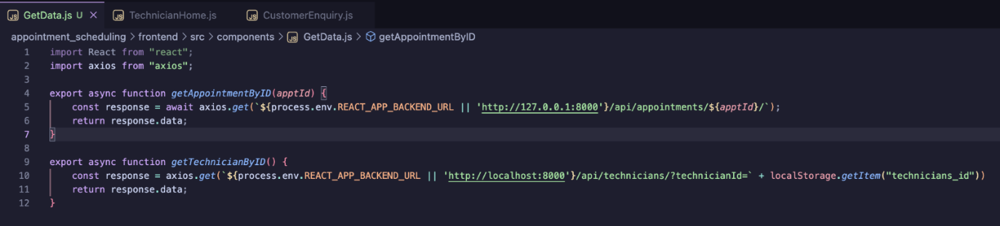 JS GetData.js U × JS TechnicianHome.js JS CustomerEnquiry.js
appointment_scheduling > frontend > src > components > JS GetData.js > getAppointmentByID
1 import React from "react";
2 import axios from "axios";
3
4 export async function getAppointmentByID(apptId) {
5     const response = await axios.get(`${process.env.REACT_APP_BACKEND_URL || 'http://127.0.0.1:8000'}/api/appointments/${apptId}/`);
6     return response.data;
7 }
8
9 export async function getTechnicianByID() {
10     const response = axios.get(`${process.env.REACT_APP_BACKEND_URL || 'http://localhost:8000'}/api/technicians/?technicianId=` + localStorage.getItem("technicians_id"))
11     return response.data;
12 }